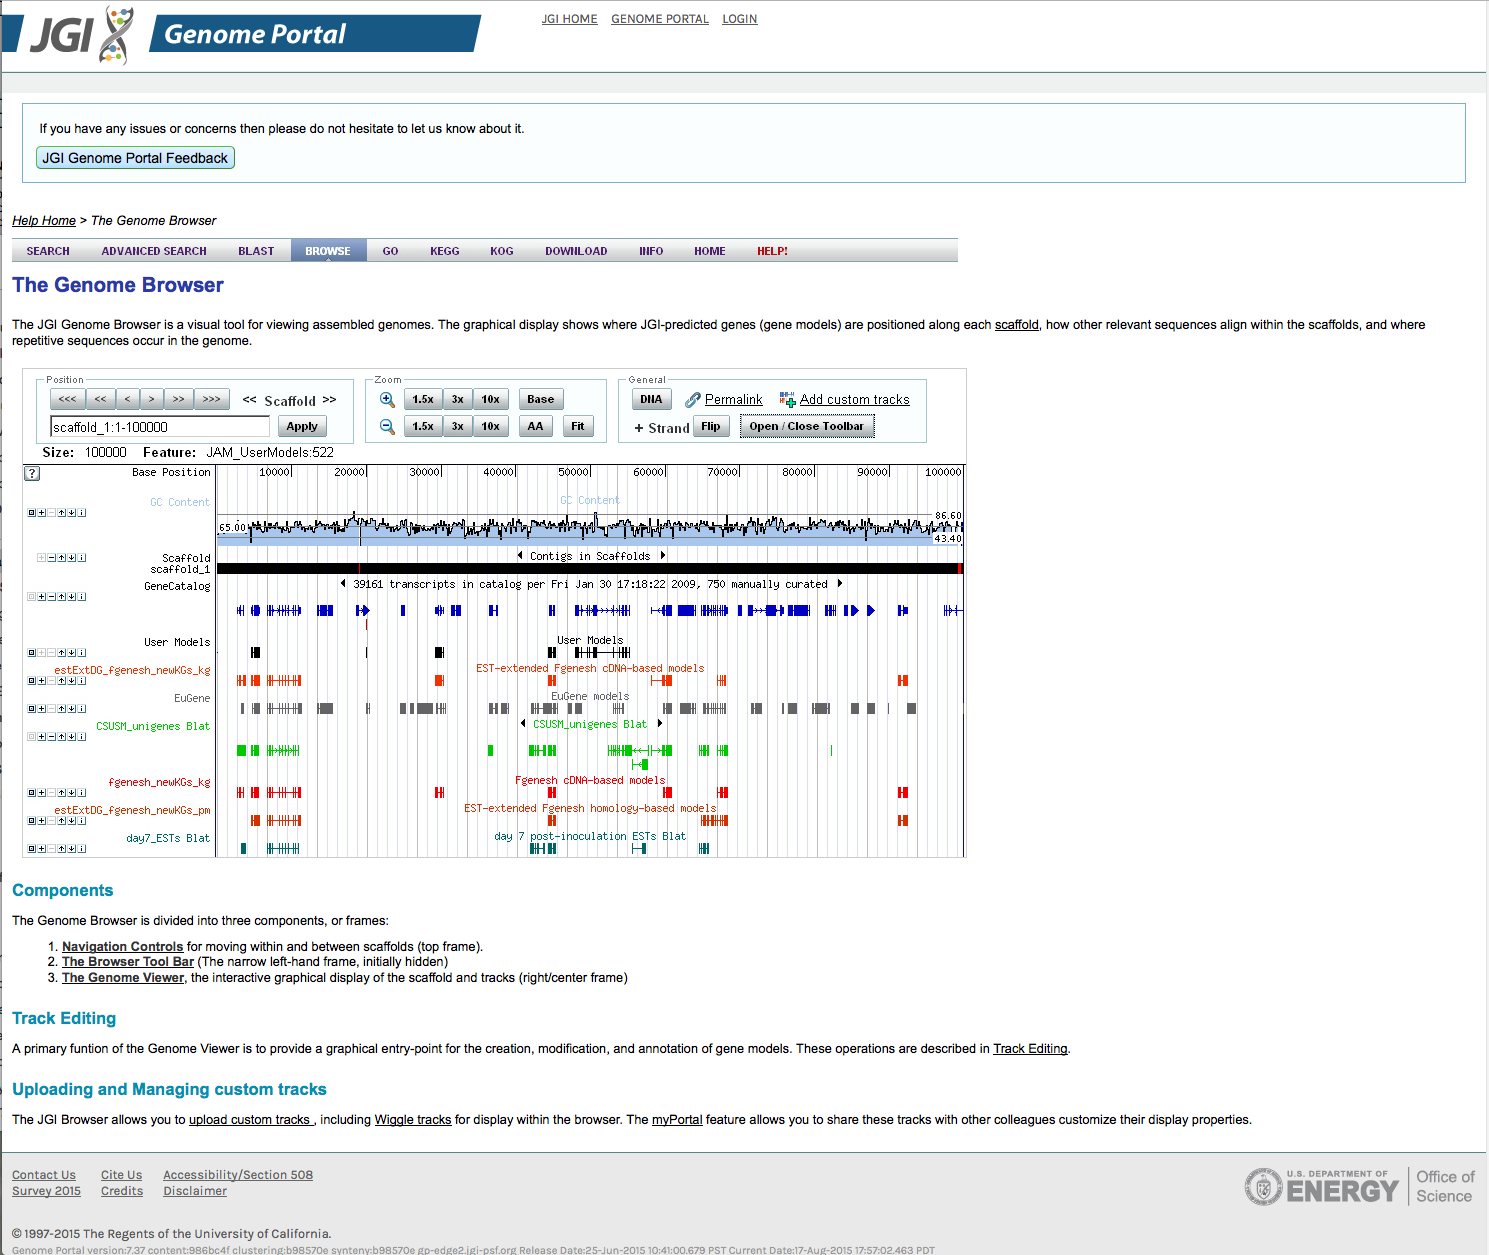 JGI Genome Portal
JGI HOME GENOME PORTAL LOGIN
If you have any issues or concerns then please do not hesitate to let us know about it.
JGI Genome Portal Feedback
Help Home > The Genome Browser
SEARCH ADVANCED SEARCH BLAST BROWSE GO KEGG KOG DOWNLOAD INFO HOME HELP!
The Genome Browser
The JGI Genome Browser is a visual tool for viewing assembled genomes. The graphical display shows where JGI-predicted genes (gene models) are positioned along each scaffold, how other relevant sequences align within the scaffolds, and where
repetitive sequences occur in the genome.
Position Zoom General
<<< << < > >> >>> << Scaffold >> 1.5x 3x 10x Base DNA Permalink Add custom tracks
scaffold_1:1-100000 Apply 1.5x 3x 10x AA Fit + Strand Flip Open / Close Toolbar
Size: 100000 Feature: JAM_UserModels:522
? Base Position 10000 20000 30000 40000 50000 60000 70000 80000 90000 100000
GC Content GC Content
65.00 86.60
43.40
Scaffold Contigs in Scaffolds
scaffold_1
GeneCatalog 39161 transcripts in catalog per Fri Jan 30 17:18:22 2009, 750 manually curated
User Models User Models
estExtDG_fgenesh_newKGs_kg EST-extended Fgenesh cDNA-based models
EuGene EuGene models
CSUSM_unigenes Blat CSUSM_unigenes Blat
fgenesh_newKGs_kg Fgenesh cDNA-based models
estExtDG_fgenesh_newKGs_pm EST-extended Fgenesh homology-based models
day7_ESTs Blat day 7 post-inoculation ESTs Blat
Components
The Genome Browser is divided into three components, or frames:
1. Navigation Controls for moving within and between scaffolds (top frame).
2. The Browser Tool Bar (The narrow left-hand frame, initially hidden)
3. The Genome Viewer, the interactive graphical display of the scaffold and tracks (right/center frame)
Track Editing
A primary funtion of the Genome Viewer is to provide a graphical entry-point for the creation, modification, and annotation of gene models. These operations are described in Track Editing.
Uploading and Managing custom tracks
The JGI Browser allows you to upload custom tracks , including Wiggle tracks for display within the browser. The myPortal feature allows you to share these tracks with other colleagues customize their display properties.
Contact Us Cite Us Accessibility/Section 508
Survey 2015 Credits Disclaimer
U.S. DEPARTMENT OF
ENERGY
Office of
Science
© 1997-2015 The Regents of the University of California.
Genome Portal version:7.37 content:986bc4f clustering:b98570e synteny:b98570e gp-edge2.jgi-psf.org Release Date:25-Jun-2015 10:41:00.679 PST Current Date:17-Aug-2015 17:57:02.463 PDT